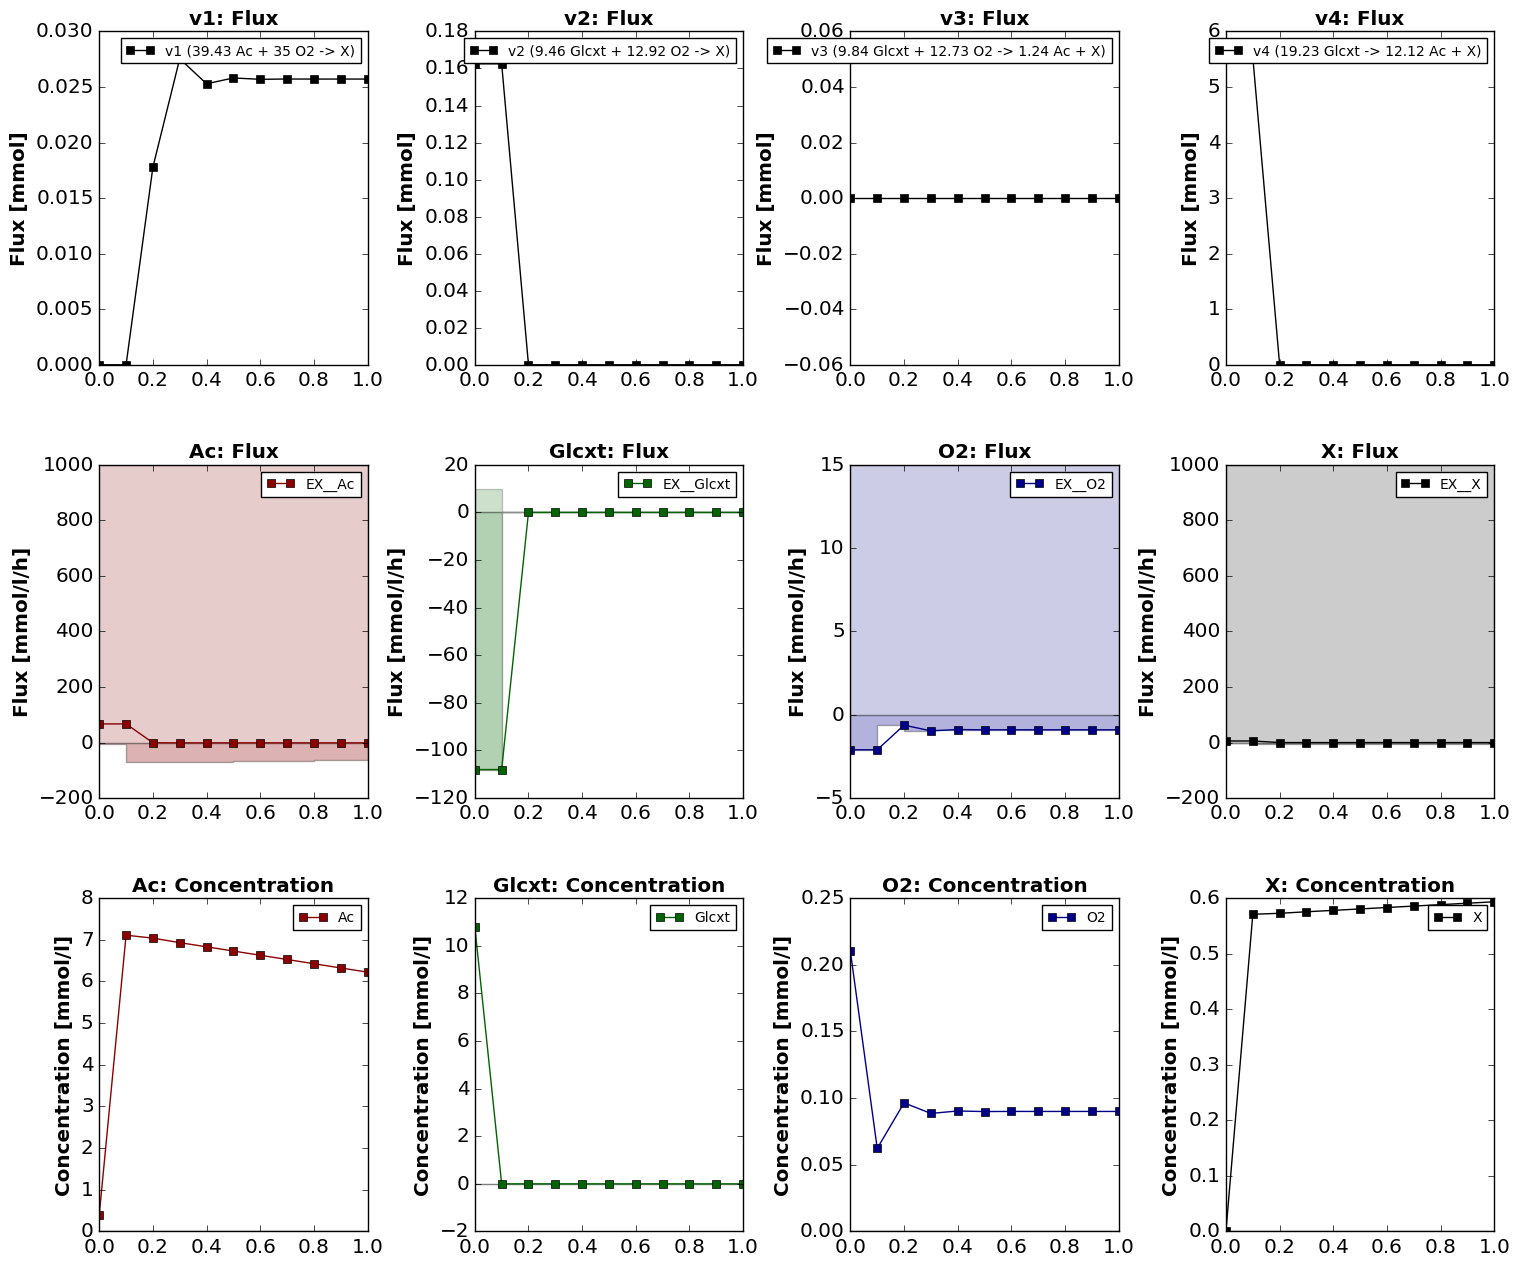 v1: Flux
v2: Flux
v3: Flux
v4: Flux
v1 (39.43 Ac + 35 O2 -> X)
v2 (9.46 Glcxt + 12.92 O2 -> X)
v3 (9.84 Glcxt + 12.73 O2 -> 1.24 Ac + X)
v4 (19.23 Glcxt -> 12.12 Ac + X)
Flux [mmol]
0.030
0.025
0.020
0.015
0.010
0.005
0.000
0.0 0.2 0.4 0.6 0.8 1.0
Flux [mmol]
0.18
0.16
0.14
0.12
0.10
0.08
0.06
0.04
0.02
0.00
0.0 0.2 0.4 0.6 0.8 1.0
Flux [mmol]
0.06
0.04
0.02
0.00
−0.02
−0.04
−0.06
0.0 0.2 0.4 0.6 0.8 1.0
Flux [mmol]
6
5
4
3
2
1
0
0.0 0.2 0.4 0.6 0.8 1.0
Ac: Flux
Glcxt: Flux
O2: Flux
X: Flux
EX__Ac
EX__Glcxt
EX__O2
EX__X
Flux [mmol/l/h]
1000
800
600
400
200
0
−200
0.0 0.2 0.4 0.6 0.8 1.0
Flux [mmol/l/h]
20
0
−20
−40
−60
−80
−100
−120
0.0 0.2 0.4 0.6 0.8 1.0
Flux [mmol/l/h]
15
10
5
0
−5
0.0 0.2 0.4 0.6 0.8 1.0
Flux [mmol/l/h]
1000
800
600
400
200
0
−200
0.0 0.2 0.4 0.6 0.8 1.0
Ac: Concentration
Glcxt: Concentration
O2: Concentration
X: Concentration
Ac
Glcxt
O2
X
Concentration [mmol/l]
8
7
6
5
4
3
2
1
0
0.0 0.2 0.4 0.6 0.8 1.0
Concentration [mmol/l]
12
10
8
6
4
2
0
−2
0.0 0.2 0.4 0.6 0.8 1.0
Concentration [mmol/l]
0.25
0.20
0.15
0.10
0.05
0.00
0.0 0.2 0.4 0.6 0.8 1.0
Concentration [mmol/l]
0.6
0.5
0.4
0.3
0.2
0.1
0.0
0.0 0.2 0.4 0.6 0.8 1.0